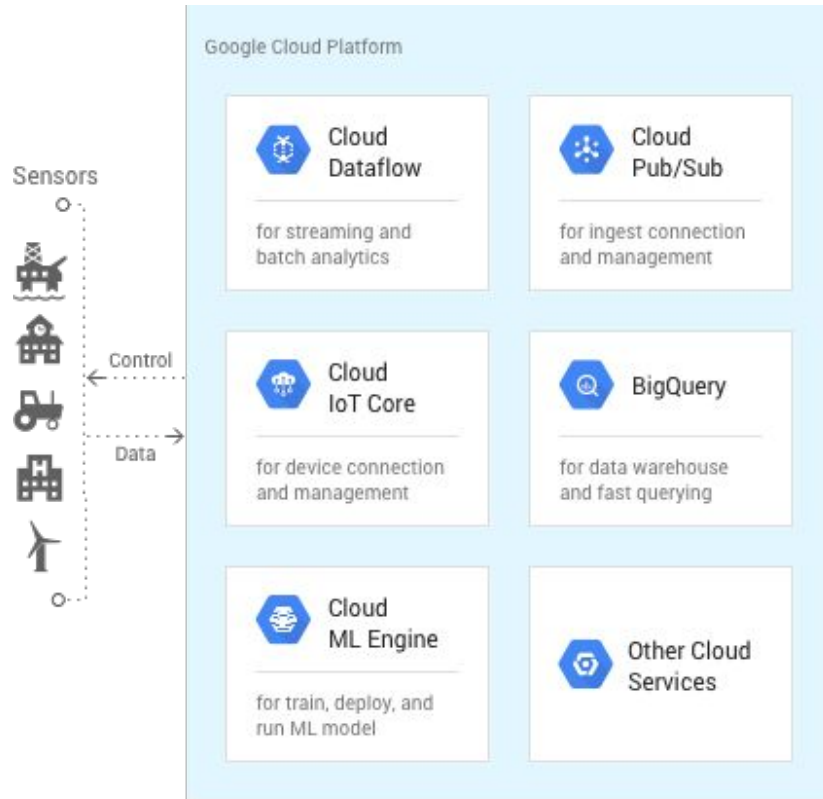 Google Cloud Platform
Sensors
Control
Data
Cloud
Dataflow
for streaming and
batch analytics
Cloud
Pub/Sub
for ingest connection
and management
Cloud
IoT Core
for device connection
and management
BigQuery
for data warehouse
and fast querying
Cloud
ML Engine
for train, deploy, and
run ML model
Other Cloud
Services